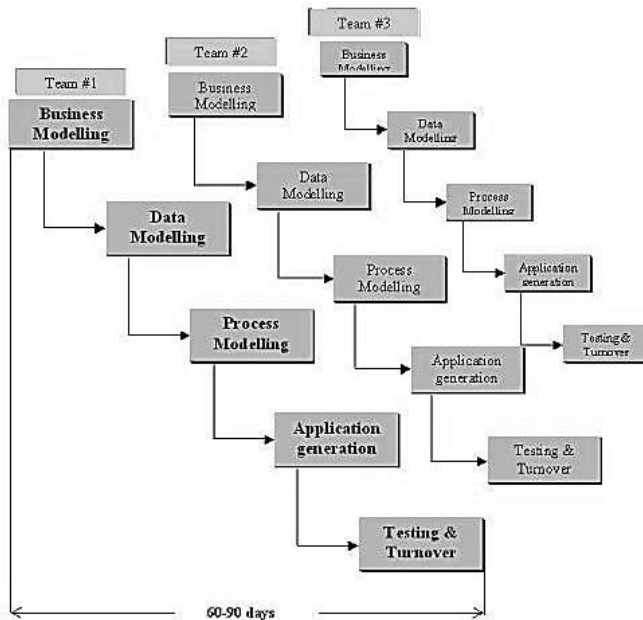 Team #1
Business
Modelling
Data
Modelling
Process
Modelling
Application
generation
Testing &
Turnover
Team #2
Business
Modelling
Data
Modelling
Process
Modelling
Application
generation
Testing &
Turnover
Team #3
Business
Modelling
Data
Modelling
Process
Modelling
Application
generation
Testing &
Turnover
60-90 days